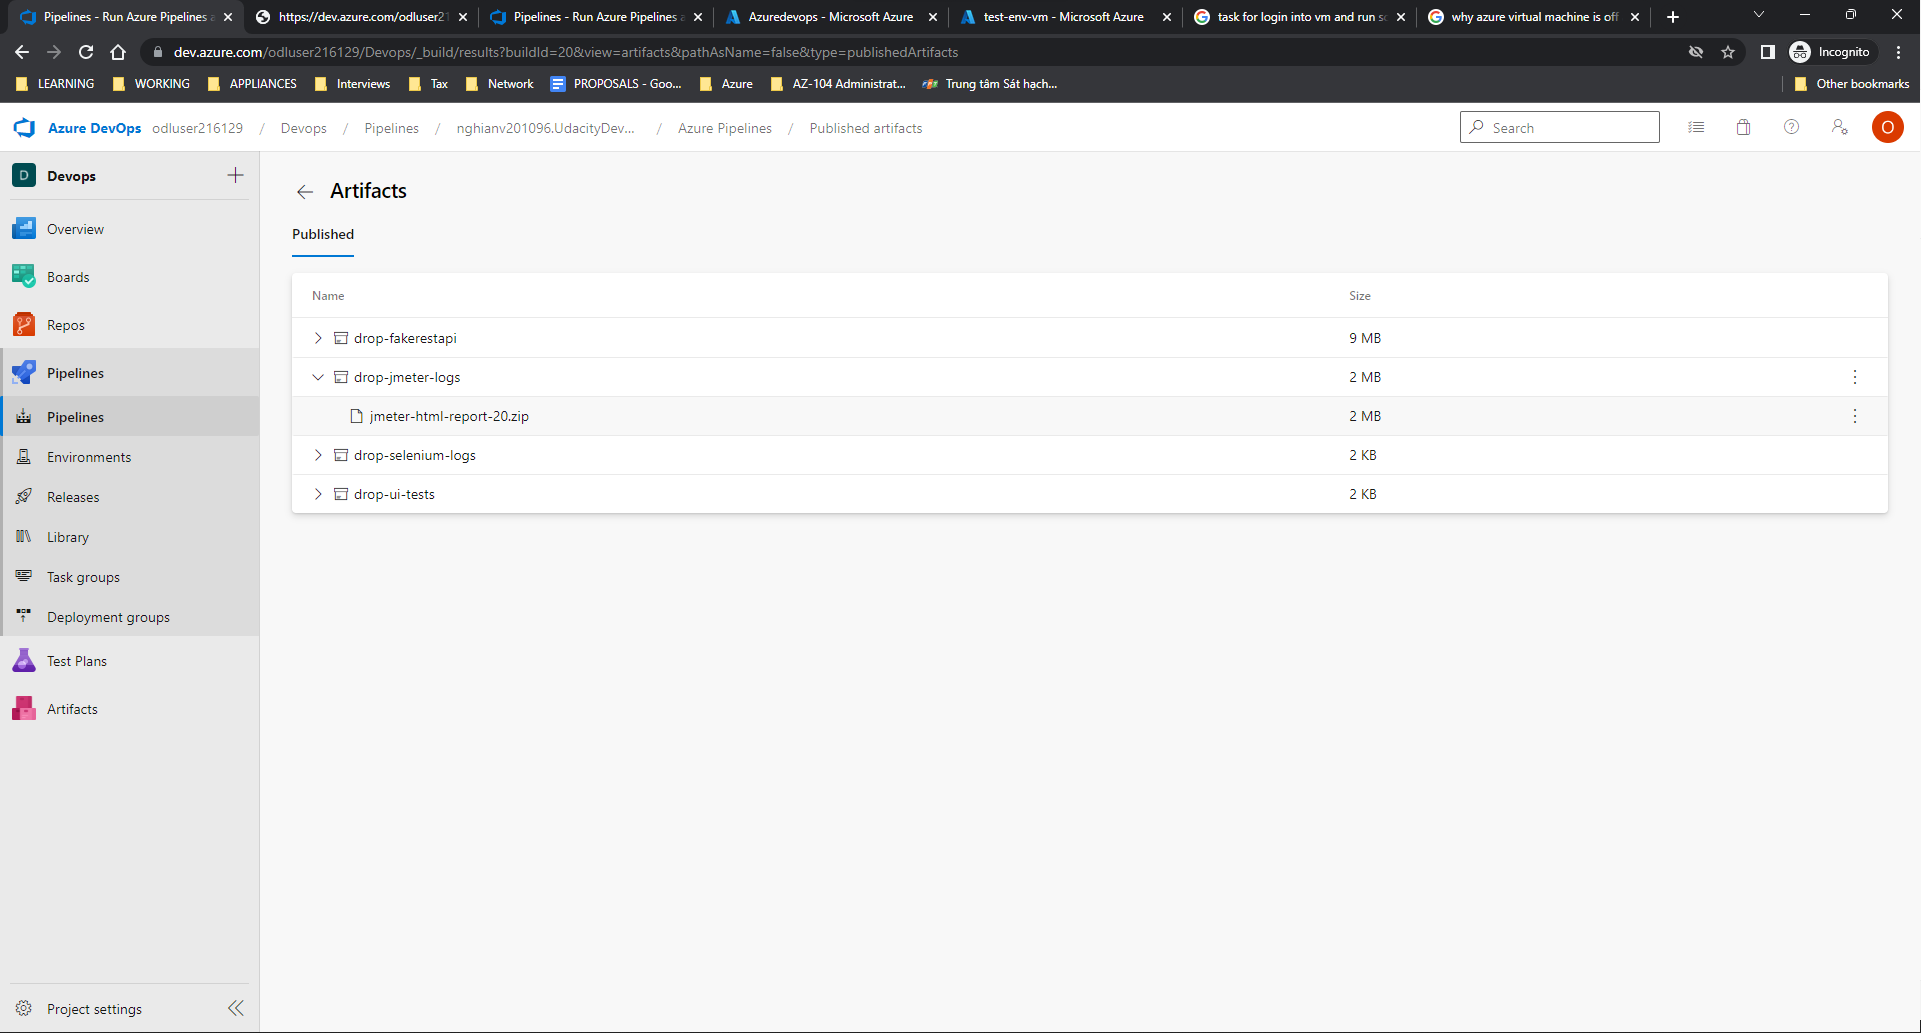 Pipelines - Run Azure Pipelines a
https://dev.azure.com/odluser21
Pipelines - Run Azure Pipelines a
Azuredevops - Microsoft Azure
test-env-vm - Microsoft Azure
task for login into vm and run sc
why azure virtual machine is off
dev.azure.com/odluser216129/Devops/_build/results?buildId=20&view=artifacts&pathAsName=false&type=publishedArtifacts
Incognito
LEARNING
WORKING
APPLIANCES
Interviews
Tax
Network
PROPOSALS - Goo...
Azure
AZ-104 Administrat...
Trung tâm Sát hạch...
Other bookmarks
Azure DevOps odluser216129 / Devops / Pipelines / nghianv201096.UdacityDev... / Azure Pipelines / Published artifacts
Search
O
D
Devops
Overview
Boards
Repos
Pipelines
Pipelines
Environments
Releases
Library
Task groups
Deployment groups
Test Plans
Artifacts
Project settings
Artifacts
Published
Name Size
drop-fakerestapi 9 MB
drop-jmeter-logs 2 MB
jmeter-html-report-20.zip 2 MB
drop-selenium-logs 2 KB
drop-ui-tests 2 KB